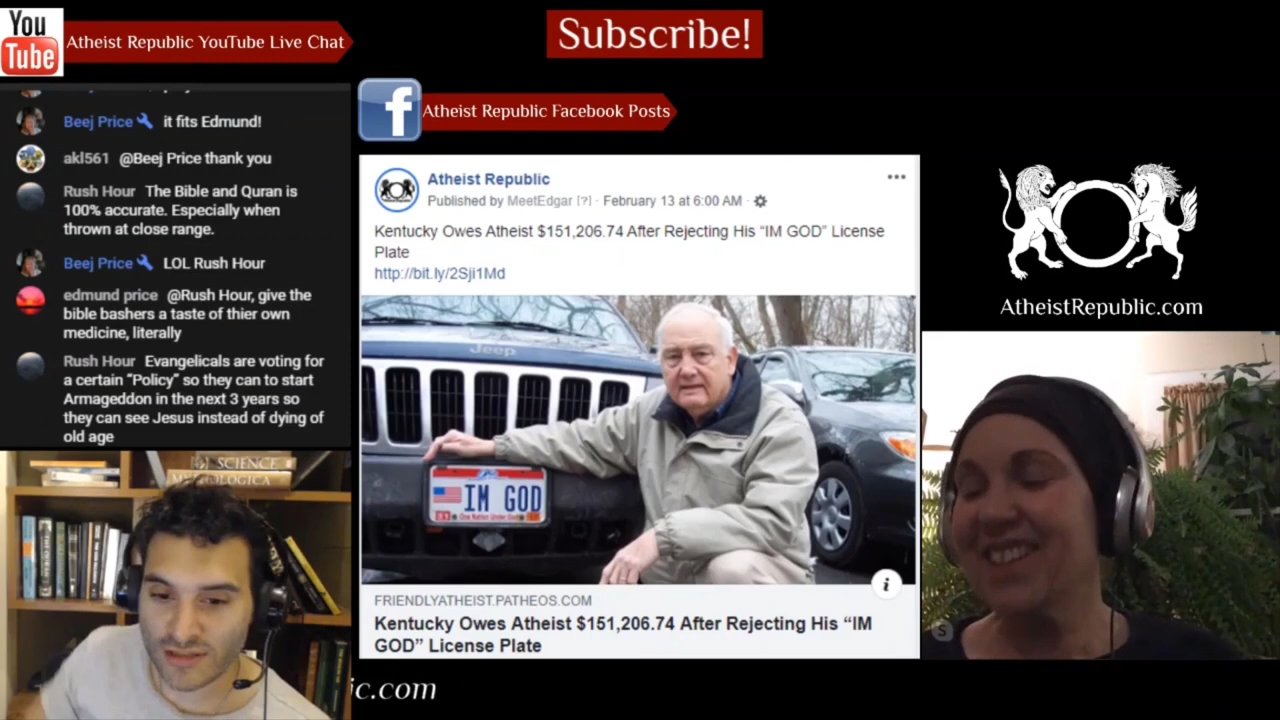 You
Tube
Atheist Republic YouTube Live Chat
Subscribe!
Beej Price it fits Edmund!
akl561 @Beej Price thank you
Rush Hour The Bible and Quran is
100% accurate. Especially when
thrown at close range.
Beej Price LOL Rush Hour
edmund price @Rush Hour, give the
bible bashers a taste of thier own
medicine, literally
Rush Hour Evangelicals are voting for
a certain “Policy” so they can to start
Armageddon in the next 3 years so
they can see Jesus instead of dying of
old age
f
Atheist Republic Facebook Posts
Atheist Republic
Published by MeetEdgar [?] · February 13 at 6:00 AM ·
Kentucky Owes Atheist $151,206.74 After Rejecting His “IM GOD” License
Plate
http://bit.ly/2Sji1Md
Jeep
IM GOD
One Nation Under God
i
FRIENDLYATHEIST.PATHEOS.COM
Kentucky Owes Atheist $151,206.74 After Rejecting His “IM
GOD” License Plate
AtheistRepublic.com
SCIENCE
S
ic.com